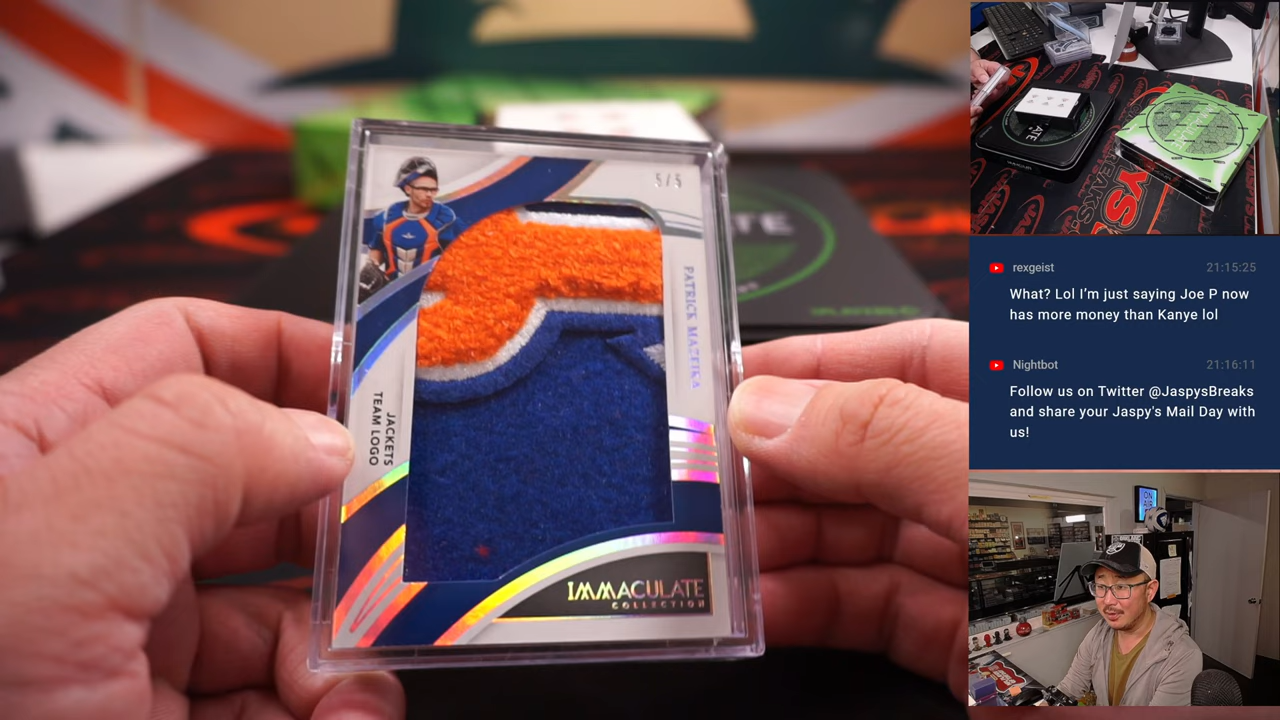 5/5
PATRICK MAZEIKA
JACKETS
TEAM LOGO
IMMACULATE
COLLECTION
rexgeist
21:15:25
What? Lol I'm just saying Joe P now
has more money than Kanye lol
Nightbot
21:16:11
Follow us on Twitter @JaspysBreaks
and share your Jaspy's Mail Day with
us!
ON
AIR